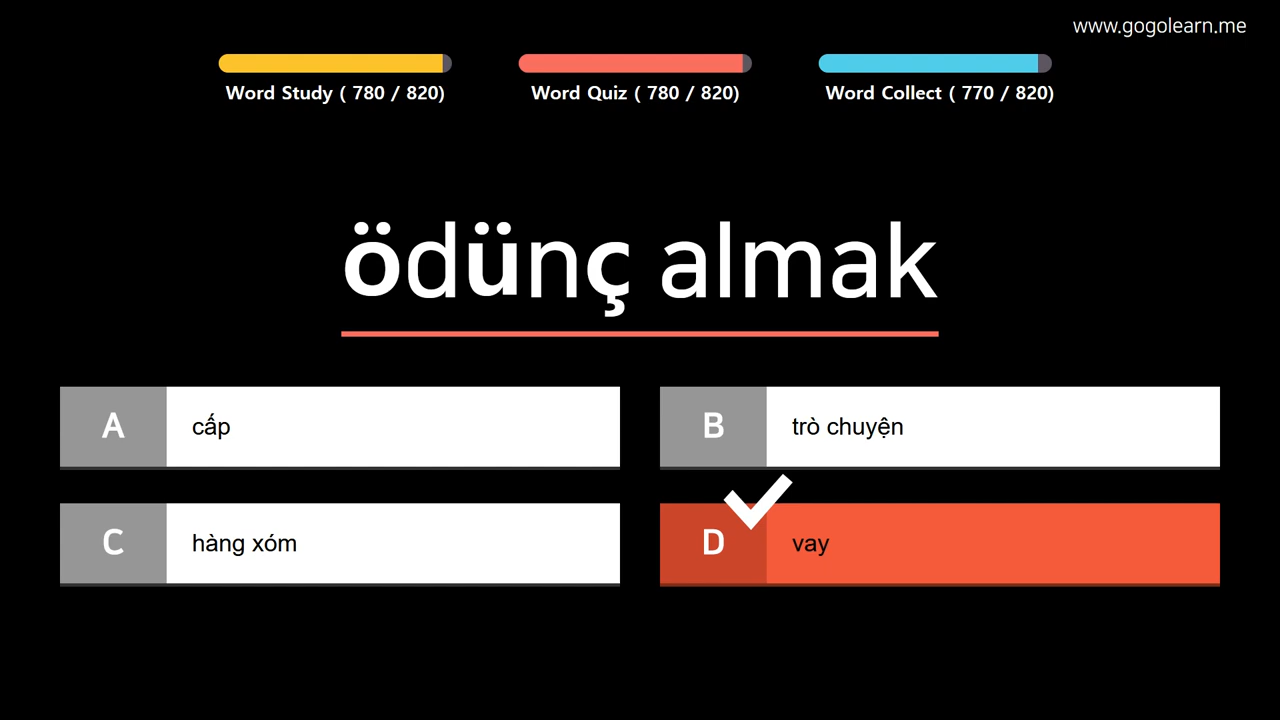 www.gogolearn.me
Word Study ( 780 / 820)
Word Quiz ( 780 / 820)
Word Collect ( 770 / 820)
ödünç almak
A
cấp
B
trò chuyện
C
hàng xóm
D
vay